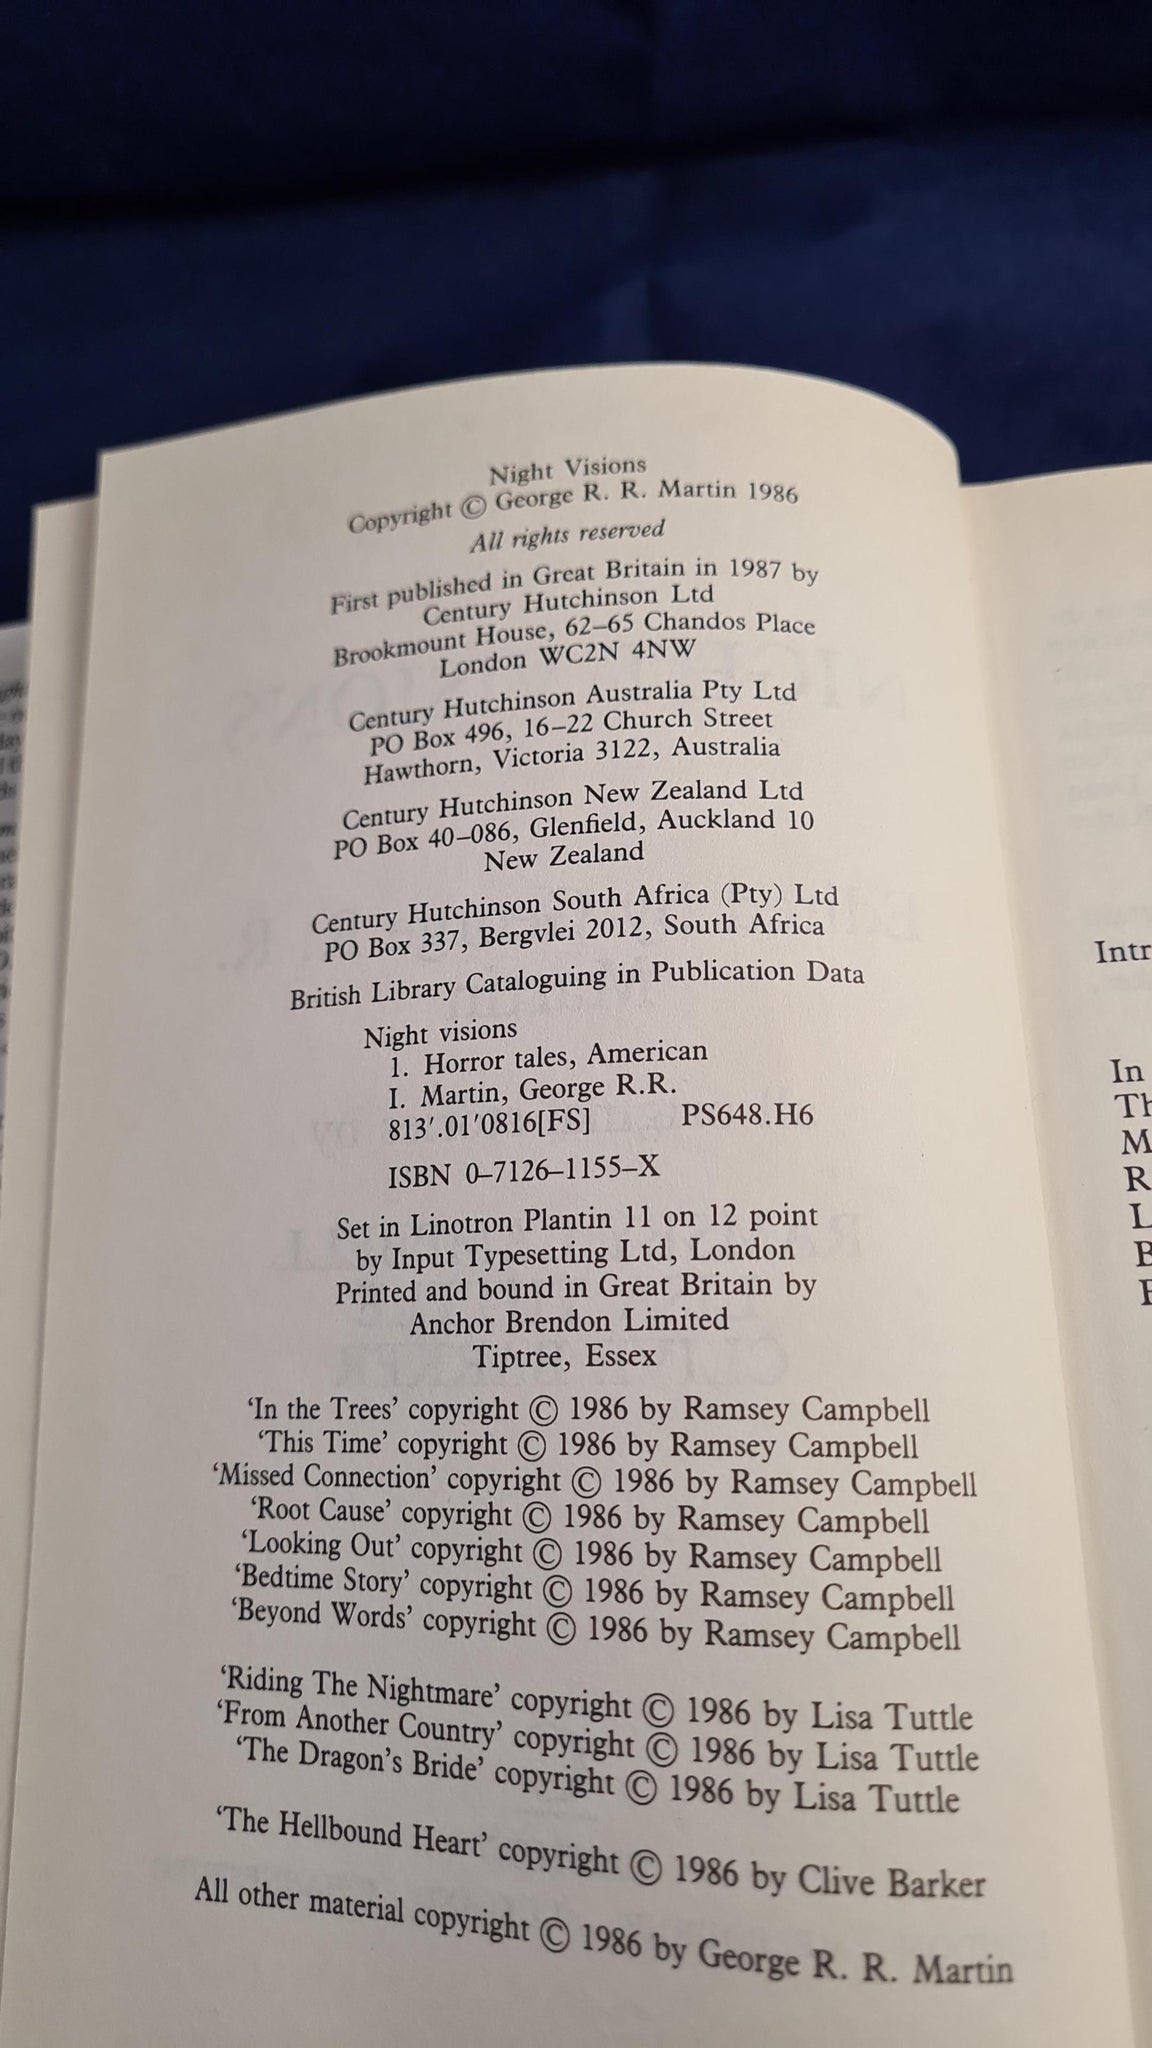 Night Visions
Copyright © George R. R. Martin 1986
All rights reserved
First published in Great Britain in 1987 by
Century Hutchinson Ltd
Brookmount House, 62–65 Chandos Place
London WC2N 4NW
Century Hutchinson Australia Pty Ltd
PO Box 496, 16–22 Church Street
Hawthorn, Victoria 3122, Australia
Century Hutchinson New Zealand Ltd
PO Box 40–086, Glenfield, Auckland 10
New Zealand
Century Hutchinson South Africa (Pty) Ltd
PO Box 337, Bergvlei 2012, South Africa
British Library Cataloguing in Publication Data
Night visions
1. Horror tales, American
I. Martin, George R.R.
813′.01′0816[FS] PS648.H6
ISBN 0–7126–1155–X
Set in Linotron Plantin 11 on 12 point
by Input Typesetting Ltd, London
Printed and bound in Great Britain by
Anchor Brendon Limited
Tiptree, Essex
‘In the Trees’ copyright © 1986 by Ramsey Campbell
‘This Time’ copyright © 1986 by Ramsey Campbell
‘Missed Connection’ copyright © 1986 by Ramsey Campbell
‘Root Cause’ copyright © 1986 by Ramsey Campbell
‘Looking Out’ copyright © 1986 by Ramsey Campbell
‘Bedtime Story’ copyright © 1986 by Ramsey Campbell
‘Beyond Words’ copyright © 1986 by Ramsey Campbell
‘Riding The Nightmare’ copyright © 1986 by Lisa Tuttle
‘From Another Country’ copyright © 1986 by Lisa Tuttle
‘The Dragon’s Bride’ copyright © 1986 by Lisa Tuttle
‘The Hellbound Heart’ copyright © 1986 by Clive Barker
All other material copyright © 1986 by George R. R. Martin
Intr
In
Th
M
R
L
B